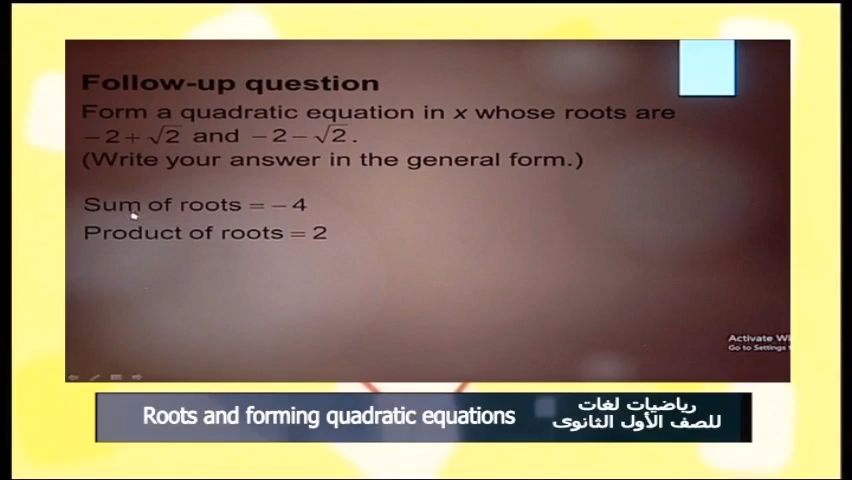 Follow-up question
Form a quadratic equation in x whose roots are
−2+√2 and −2−√2.
(Write your answer in the general form.)
Sum of roots = −4
Product of roots = 2
Go to Settings
Roots and forming quadratic equations
رياضيات لغات
للصف الأول الثانوى